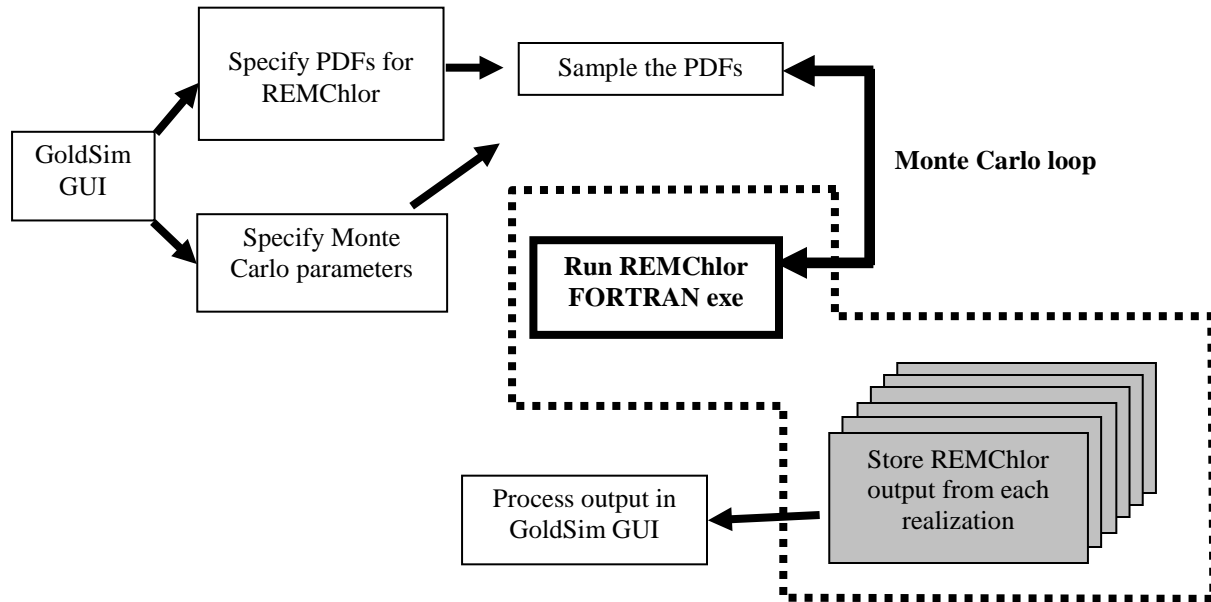 Specify PDFs for
REMChlor
Sample the PDFs
GoldSim
GUI
Monte Carlo loop
Specify Monte
Carlo parameters
Run REMChlor
FORTRAN exe
Store REMChlor
output from each
realization
Process output in
GoldSim GUI